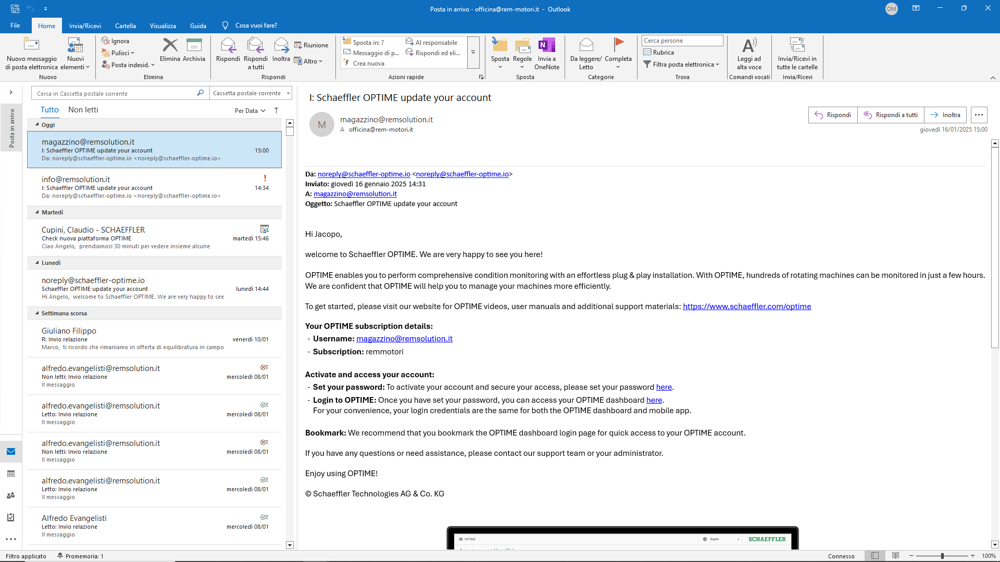 Posta in arrivo - officina@rem-motori.it - Outlook
OM
File
Home
Invia/Ricevi
Cartella
Visualizza
Guida
Cosa vuoi fare?
Nuovo messaggio
di posta elettronica
Nuovi
elementi
Nuovo
Ignora
Pulisci
Posta indesid.
Elimina
Archivia
Elimina
Rispondi
Rispondi
a tutti
Inoltra
Riunione
Altro
Rispondi
Sposta in: ?
Messaggio di p...
Crea nuova
Al responsabile
Rispondi ed eli...
Azioni rapide
Sposta
Regole
Invia a
OneNote
Sposta
Da leggere/
Letto
Completa
Categorie
Cerca persone
Rubrica
Filtra posta elettronica
Trova
Leggi ad
alta voce
Comandi vocali
Invia/Ricevi in
tutte le cartelle
Invia/Ricevi
Posta in arrivo
Cerca in Cassetta postale corrente
Cassetta postale corrente
Tutto
Non letti
Per Data
Oggi
magazzino@remsolution.it
I: Schaeffler OPTIME update your account
15:00
Da: noreply@schaeffler-optime.io <noreply@schaeffler-optime.io>
info@remsolution.it
I: Schaeffler OPTIME update your account
14:34
Da: noreply@schaeffler-optime.io <noreply@schaeffler-optime.io>
Martedì
Cupini, Claudio - SCHAEFFLER
Check nuova piattaforma OPTIME
martedì 15:46
Ciao Angelo, prendiamoci 30 minuti per vedere insieme alcune
Lunedì
noreply@schaeffler-optime.io
Schaeffler OPTIME update your account
lunedì 14:44
Hi Angelo, welcome to Schaeffler OPTIME. We are very happy to see
Settimana scorsa
Giuliano Filippo
R: Invio relazione
venerdì 10/01
Marco, ti ricordo che rimaniamo in offerta di equilibratura in campo
alfredo.evangelisti@remsolution.it
Non letti: Invio relazione
mercoledì 08/01
Il messaggio
alfredo.evangelisti@remsolution.it
Letto: Invio relazione
mercoledì 08/01
Il messaggio
alfredo.evangelisti@remsolution.it
Non letti: Invio relazione
mercoledì 08/01
Il messaggio
alfredo.evangelisti@remsolution.it
Letto: Invio relazione
mercoledì 08/01
Il messaggio
Alfredo Evangelisti
Letto: Invio relazione
mercoledì 08/01
Il messaggio
I: Schaeffler OPTIME update your account
M
magazzino@remsolution.it
A officina@rem-motori.it
Rispondi
Rispondi a tutti
Inoltra
giovedì 16/01/2025 15:00
Da: noreply@schaeffler-optime.io <noreply@schaeffler-optime.io>
Inviato: giovedì 16 gennaio 2025 14:31
A: magazzino@remsolution.it
Oggetto: Schaeffler OPTIME update your account
Hi Jacopo,
welcome to Schaeffler OPTIME. We are very happy to see you here!
OPTIME enables you to perform comprehensive condition monitoring with an effortless plug & play installation. With OPTIME, hundreds of rotating machines can be monitored in just a few hours.
We are confident that OPTIME will help you to manage your machines more efficiently.
To get started, please visit our website for OPTIME videos, user manuals and additional support materials: https://www.schaeffler.com/optime
Your OPTIME subscription details:
- Username: magazzino@remsolution.it
- Subscription: remmotori
Activate and access your account:
- Set your password: To activate your account and secure your access, please set your password here.
- Login to OPTIME: Once you have set your password, you can access your OPTIME dashboard here.
For your convenience, your login credentials are the same for both the OPTIME dashboard and mobile app.
Bookmark: We recommend that you bookmark the OPTIME dashboard login page for quick access to your OPTIME account.
If you have any questions or need assistance, please contact our support team or your administrator.
Enjoy using OPTIME!
© Schaeffler Technologies AG & Co. KG
OPTIME
English
SCHAEFFLER
Filtro applicato
Promemoria: 1
Connesso
100%